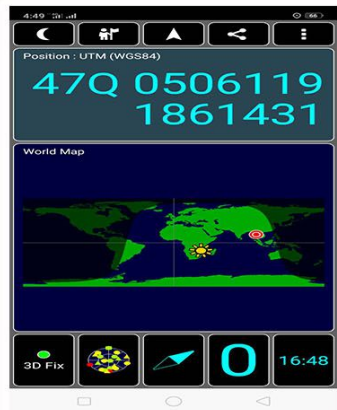 4:49
66
Position : UTM (WGS84)
47Q 0506119
1861431
World Map
3D Fix
0
16:48